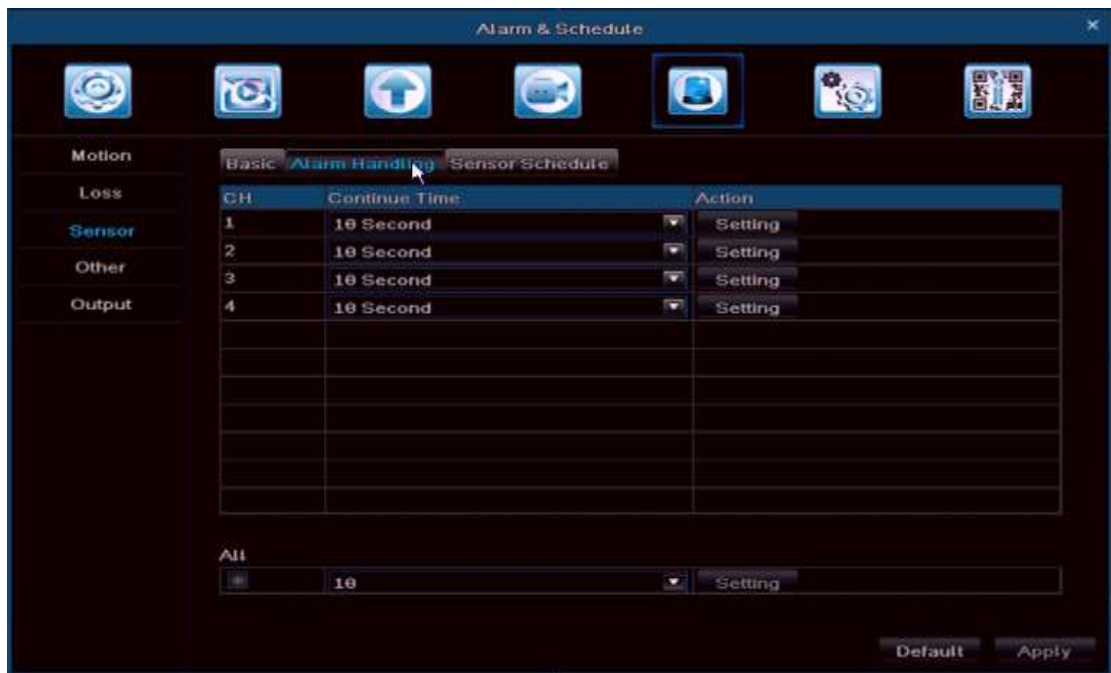 Alarm & Schedule ×
Motion
Loss
Sensor
Other
Output
Basic Alarm Handling Sensor Schedule
CH Continue Time Action
1 10 Second Setting
2 10 Second Setting
3 10 Second Setting
4 10 Second Setting
All
10 Setting
Default Apply